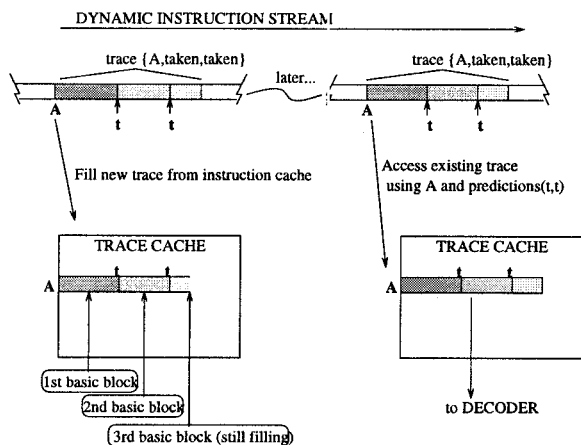 DYNAMIC INSTRUCTION STREAM
trace {A,taken,taken}
later...
trace {A,taken,taken}
A
t
t
A
t
t
Fill new trace from instruction cache
Access existing trace
using A and predictions(t,t)
TRACE CACHE
t
t
A
1st basic block
2nd basic block
3rd basic block (still filling)
TRACE CACHE
t
t
A
to DECODER